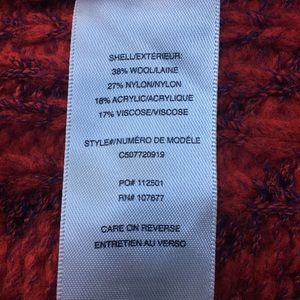 SHELL/EXTÉRIEUR:
38% WOOL/LAINE
27% NYLON/NYLON
18% ACRYLIC/ACRYLIQUE
17% VISCOSE/VISCOSE
STYLE#/NUMÉRO DE MODÈLE
C507720919
PO# 112501
RN# 107677
CARE ON REVERSE
ENTRETIEN AU VERSO